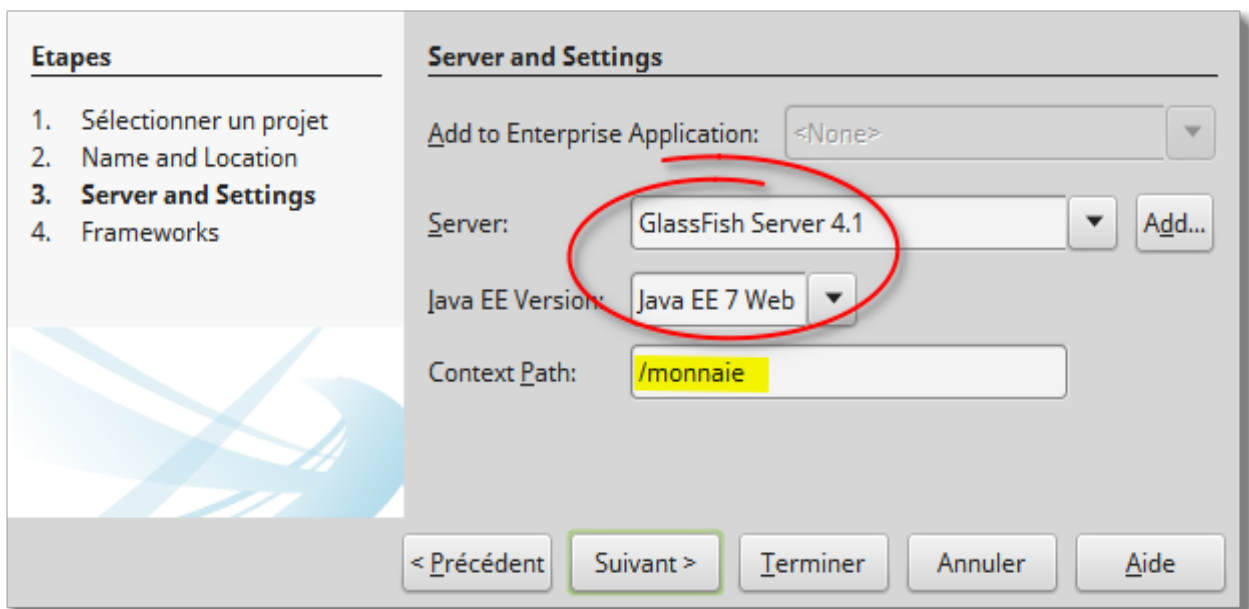 Etapes
1. Sélectionner un projet
2. Name and Location
3. Server and Settings
4. Frameworks
Server and Settings
Add to Enterprise Application: <None>
Server: GlassFish Server 4.1 Add...
Java EE Version: Java EE 7 Web
Context Path: /monnaie
< Précédent Suivant > Terminer Annuler Aide